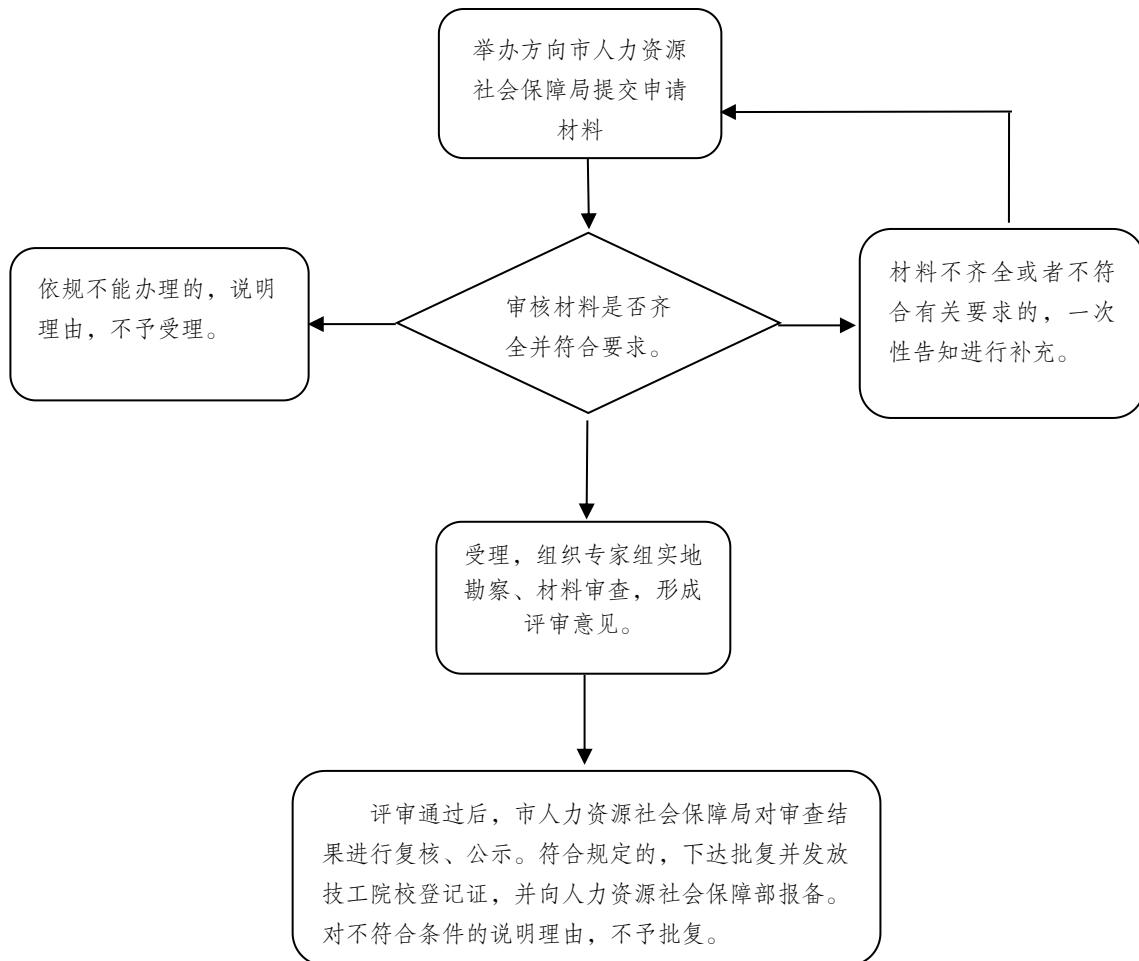 举办方向市人力资源
社会保障局提交申请
材料
依规不能办理的，说明
理由，不予受理。
审核材料是否齐
全并符合要求。
材料不齐全或者不符
合有关要求的，一次
性告知进行补充。
受理，组织专家组实地
勘察、材料审查，形成
评审意见。
评审通过后，市人力资源社会保障局对审查结
果进行复核、公示。符合规定的，下达批复并发放
技工院校登记证，并向人力资源社会保障部报备。
对不符合条件的说明理由，不予批复。